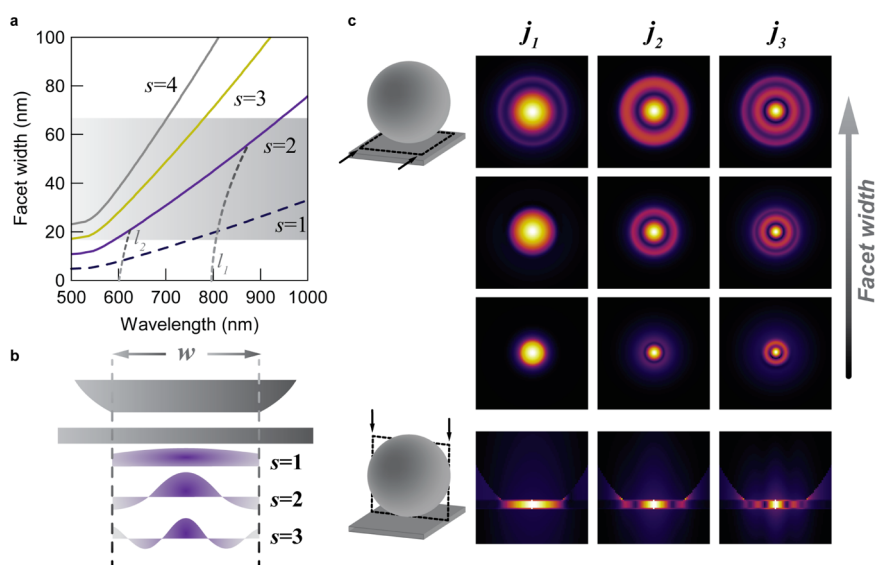 a
100
80
60
40
20
0
Facet width (nm)
s=4
s=3
s=2
s=1
l2
l1
500 600 700 800 900 1000
Wavelength (nm)
b
w
s=1
s=2
s=3
c
j1 j2 j3
Facet width